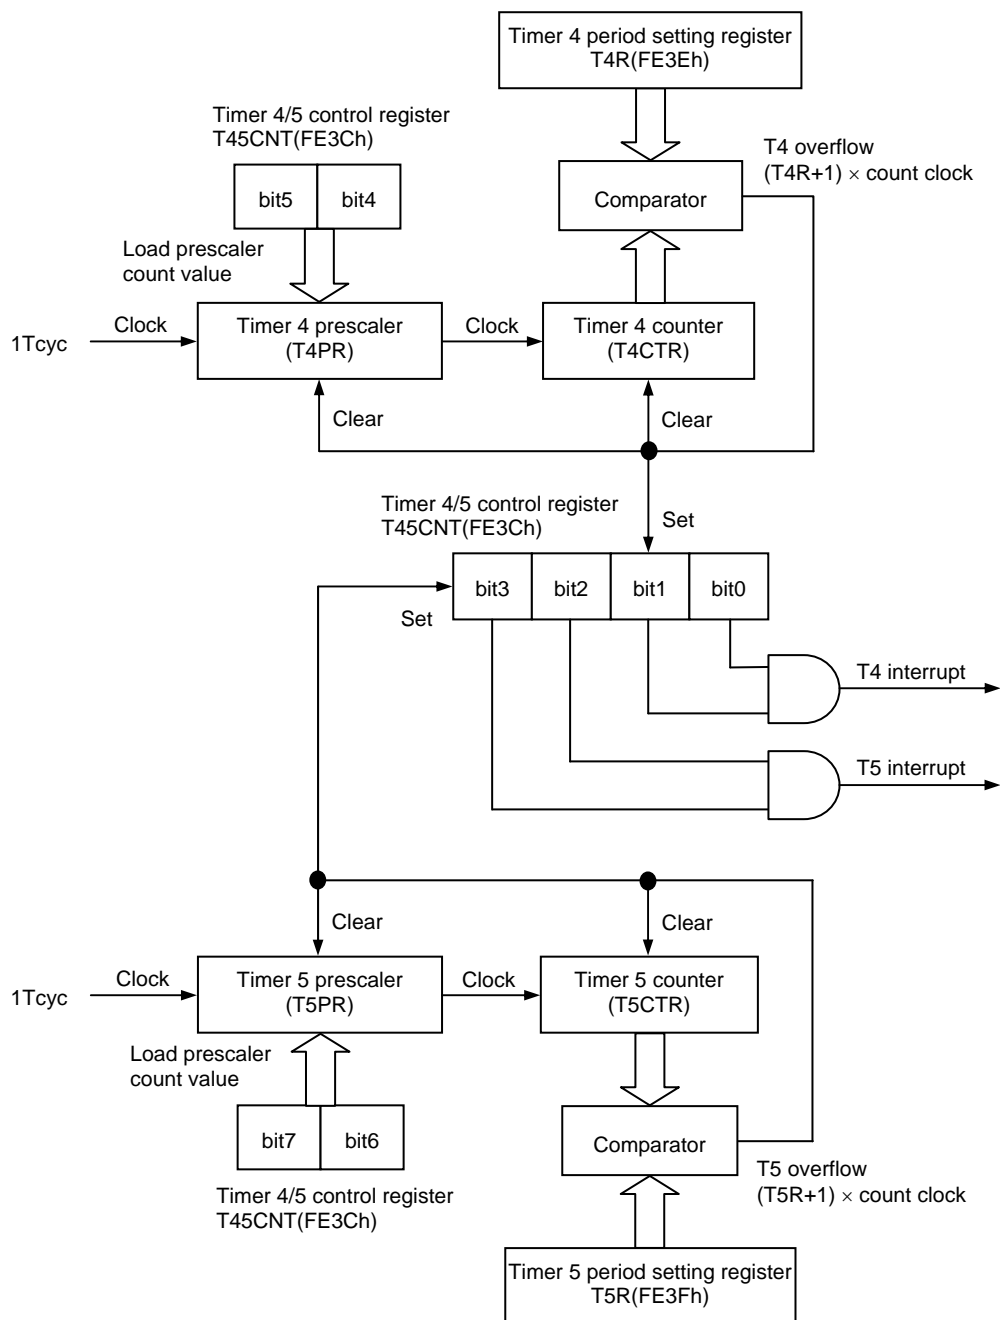 Timer 4 period setting register
T4R(FE3Eh)
Timer 4/5 control register
T45CNT(FE3Ch)
T4 overflow
(T4R+1) × count clock
bit5
bit4
Comparator
Load prescaler
count value
1Tcyc
Clock
Timer 4 prescaler
(T4PR)
Clock
Timer 4 counter
(T4CTR)
Clear
Clear
Timer 4/5 control register
T45CNT(FE3Ch)
Set
bit3
bit2
bit1
bit0
Set
T4 interrupt
T5 interrupt
Clear
Clear
1Tcyc
Clock
Timer 5 prescaler
(T5PR)
Clock
Timer 5 counter
(T5CTR)
Load prescaler
count value
bit7
bit6
Comparator
T5 overflow
(T5R+1) × count clock
Timer 4/5 control register
T45CNT(FE3Ch)
Timer 5 period setting register
T5R(FE3Fh)